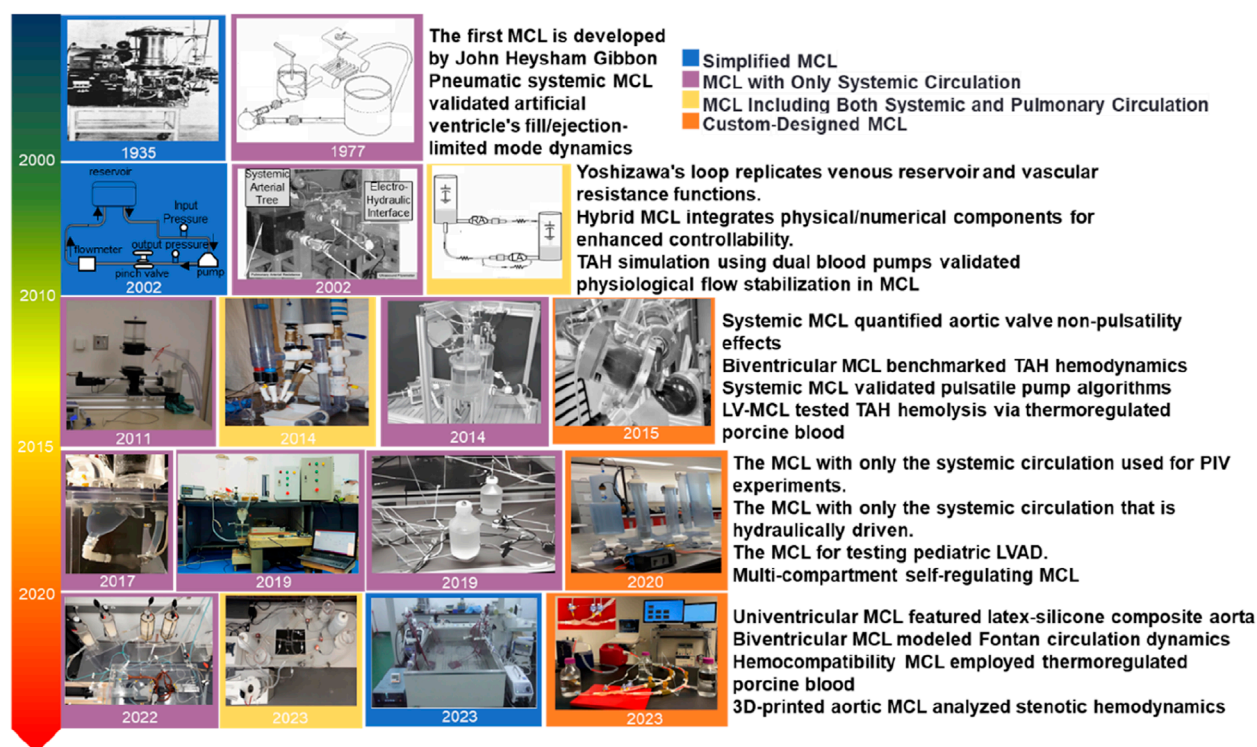 The first MCL is developed
by John Heysham Gibbon
Pneumatic systemic MCL
validated artificial
ventricle's fill/ejection-
limited mode dynamics
Simplified MCL
MCL with Only Systemic Circulation
MCL Including Both Systemic and Pulmonary Circulation
Custom-Designed MCL
1935
1977
2000
reservoir
Input
Pressure
output pressure
flowmeter
pinch valve
pump
2002
Systemic
Arterial
Tree
Electro-
Hydraulic
Interface
2002
RA
LA
Yoshizawa's loop replicates venous reservoir and vascular
resistance functions.
Hybrid MCL integrates physical/numerical components for
enhanced controllability.
TAH simulation using dual blood pumps validated
physiological flow stabilization in MCL
2010
2011
2014
2014
2015
Systemic MCL quantified aortic valve non-pulsatility
effects
Biventricular MCL benchmarked TAH hemodynamics
Systemic MCL validated pulsatile pump algorithms
LV-MCL tested TAH hemolysis via thermoregulated
porcine blood
2015
2017
2019
2019
2020
The MCL with only the systemic circulation used for PIV
experiments.
The MCL with only the systemic circulation that is
hydraulically driven.
The MCL for testing pediatric LVAD.
Multi-compartment self-regulating MCL
2020
2022
2023
2023
2023
Univentricular MCL featured latex-silicone composite aorta
Biventricular MCL modeled Fontan circulation dynamics
Hemocompatibility MCL employed thermoregulated
porcine blood
3D-printed aortic MCL analyzed stenotic hemodynamics